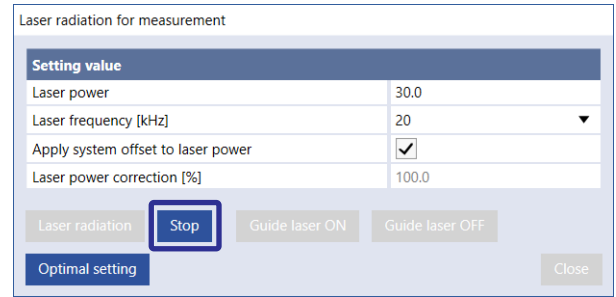 Laser radiation for measurement
Setting value
Laser power 30.0
Laser frequency [kHz] 20
Apply system offset to laser power
Laser power correction [%] 100.0
Laser radiation Stop Guide laser ON Guide laser OFF
Optimal setting Close